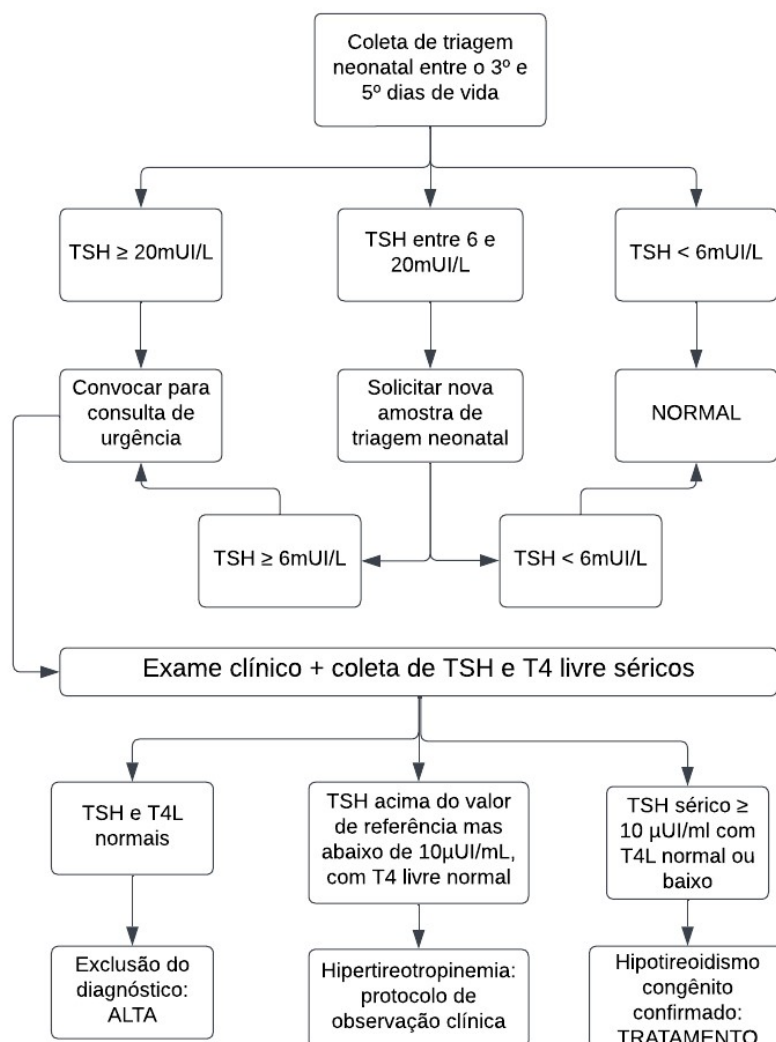 Coleta de triagem
neonatal entre o 3º e
5º dias de vida
TSH ≥ 20mUI/L
TSH entre 6 e
20mUI/L
TSH < 6mUI/L
Convocar para
consulta de
urgência
Solicitar nova
amostra de
triagem neonatal
NORMAL
TSH ≥ 6mUI/L
TSH < 6mUI/L
Exame clínico + coleta de TSH e T4 livre séricos
TSH e T4L
normais
TSH acima do valor
de referência mas
abaixo de 10µUI/mL,
com T4 livre normal
TSH sérico ≥
10 µUI/ml com
T4L normal ou
baixo
Exclusão do
diagnóstico:
ALTA
Hipertireotropinemia:
protocolo de
observação clínica
Hipotireoidismo
congênito
confirmado:
TRATAMENTO